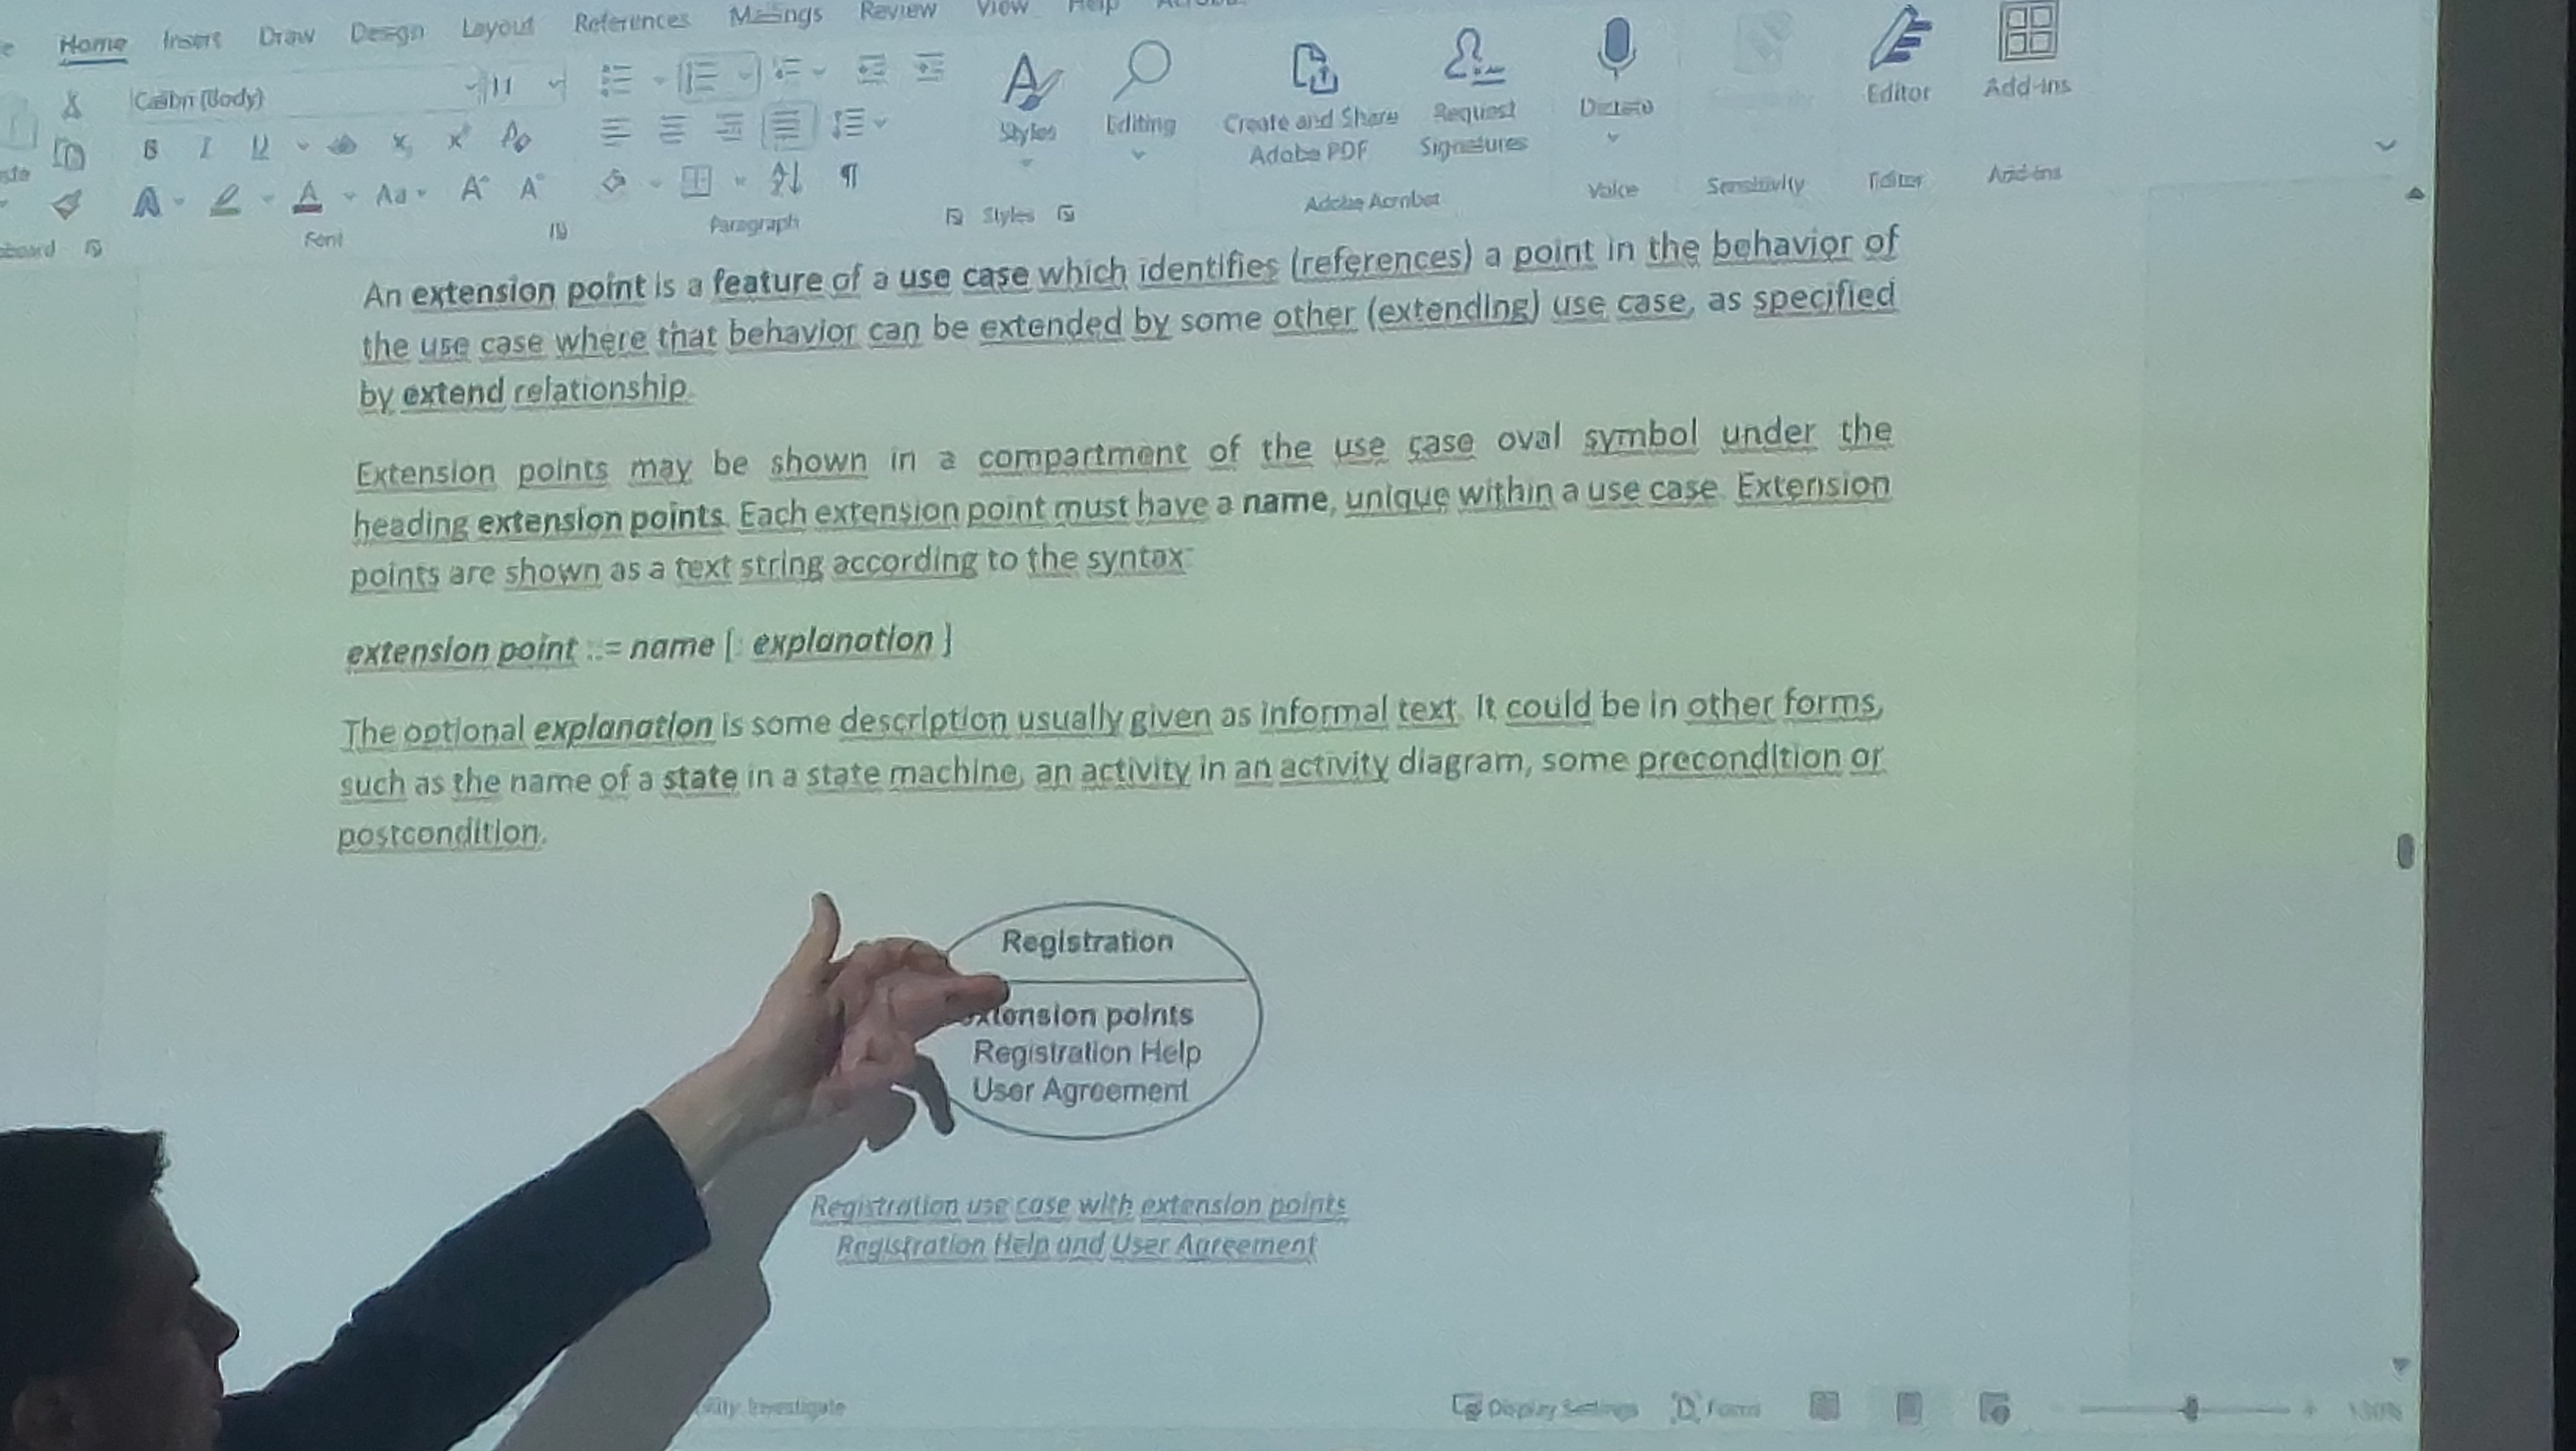 Home Insert Draw Design Layout References Mailings Review View Help
Calibri (Body) 11
Styles Editing Create and Share Adobe PDF Request Signatures Dictate Editor Add-ins
Font Paragraph Styles Adobe Acrobat Voice Sensitivity Editor Add-ins
An extension point is a feature of a use case which identifies (references) a point in the behavior of
the use case where that behavior can be extended by some other (extending) use case, as specified
by extend relationship.
Extension points may be shown in a compartment of the use case oval symbol under the
heading extension points. Each extension point must have a name, unique within a use case. Extension
points are shown as a text string according to the syntax:
extension point ::= name [: explanation ]
The optional explanation is some description usually given as informal text. It could be in other forms,
such as the name of a state in a state machine, an activity in an activity diagram, some precondition or
postcondition.
Registration
extension points
Registration Help
User Agreement
Registration use case with extension points
Registration Help and User Agreement
Investigate Display Settings Focus